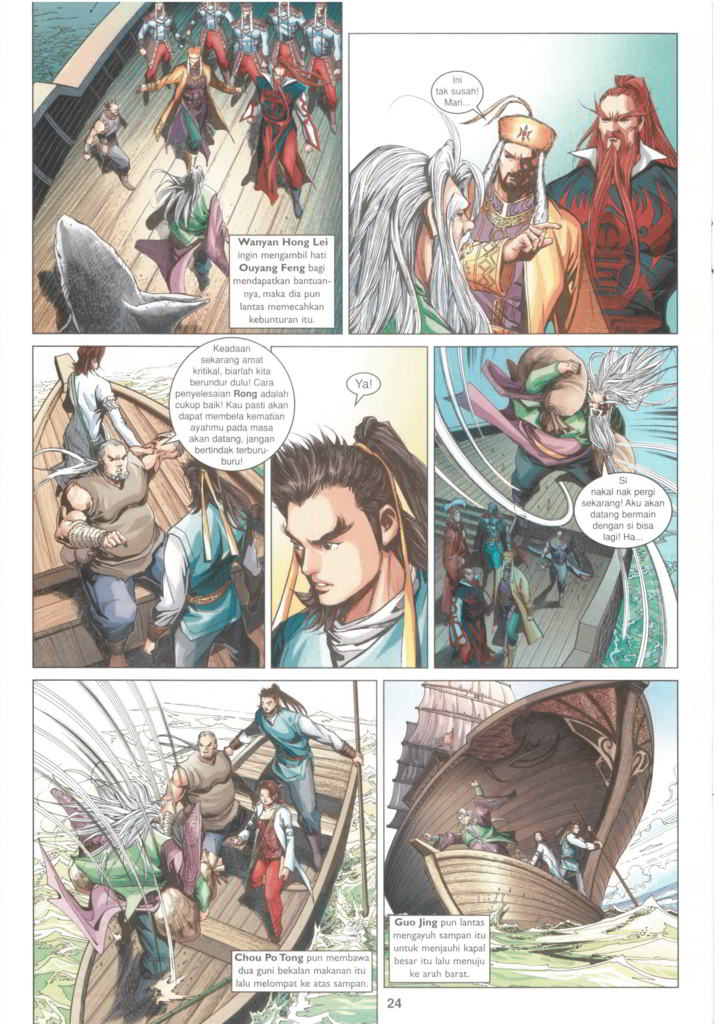 Wanyan Hong Lei
ingin mengambil hati
Ouyang Feng bagi
mendapatkan bantuan-
nya, maka dia pun
lantas memecahkan
kebunturan itu.
Ini
tak susah!
Mari...
Keadaan
sekarang amat
kritikal, biarlah kita
berundur dulu! Cara
penyelesaian Rong adalah
cukup baik! Kau pasti akan
dapat membela kematian
ayahmu pada masa
akan datang, jangan
bertindak terburu-
buru!
Ya!
Si
nakal nak pergi
sekarang! Aku akan
datang bermain
dengan si bisa
lagi! Ha...
Chou Po Tong pun membawa
dua guni bekalan makanan itu
lalu melompat ke atas sampan.
Guo Jing pun lantas
mengayuh sampan itu
untuk menjauhi kapal
besar itu lalu menuju
ke arah barat.
24